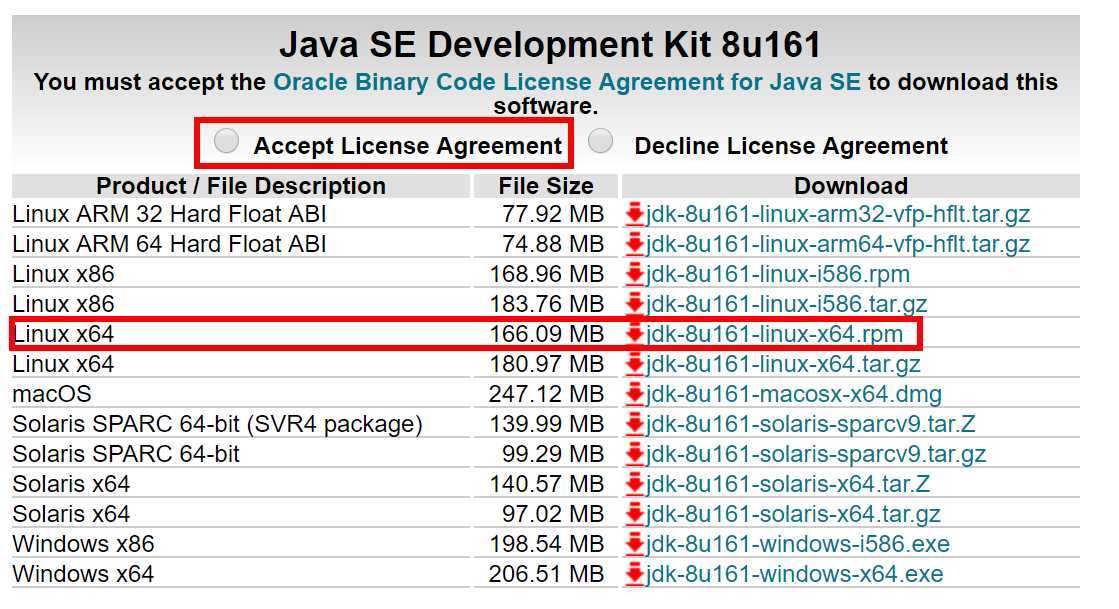 Java SE Development Kit 8u161
You must accept the Oracle Binary Code License Agreement for Java SE to download this
software.
Accept License Agreement Decline License Agreement
Product / File Description File Size Download
Linux ARM 32 Hard Float ABI 77.92 MB jdk-8u161-linux-arm32-vfp-hflt.tar.gz
Linux ARM 64 Hard Float ABI 74.88 MB jdk-8u161-linux-arm64-vfp-hflt.tar.gz
Linux x86 168.96 MB jdk-8u161-linux-i586.rpm
Linux x86 183.76 MB jdk-8u161-linux-i586.tar.gz
Linux x64 166.09 MB jdk-8u161-linux-x64.rpm
Linux x64 180.97 MB jdk-8u161-linux-x64.tar.gz
macOS 247.12 MB jdk-8u161-macosx-x64.dmg
Solaris SPARC 64-bit (SVR4 package) 139.99 MB jdk-8u161-solaris-sparcv9.tar.Z
Solaris SPARC 64-bit 99.29 MB jdk-8u161-solaris-sparcv9.tar.gz
Solaris x64 140.57 MB jdk-8u161-solaris-x64.tar.Z
Solaris x64 97.02 MB jdk-8u161-solaris-x64.tar.gz
Windows x86 198.54 MB jdk-8u161-windows-i586.exe
Windows x64 206.51 MB jdk-8u161-windows-x64.exe